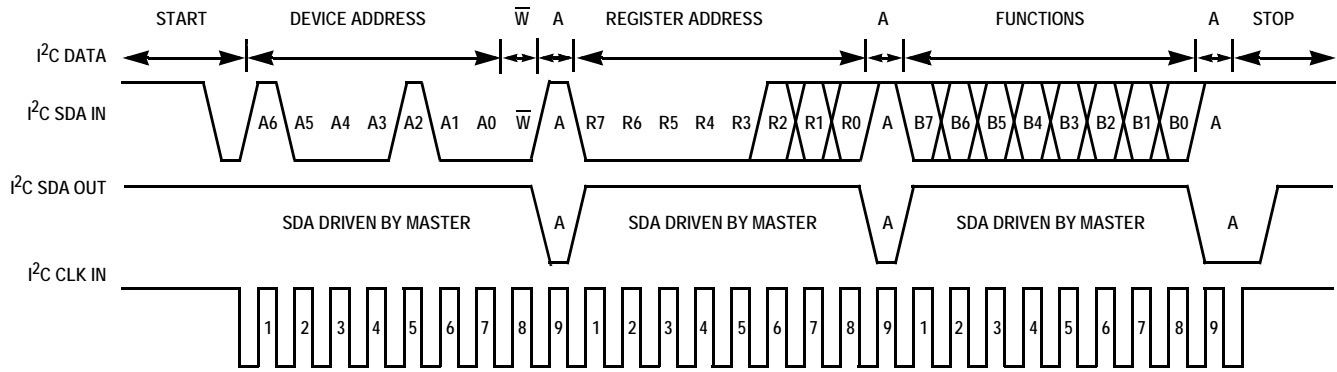 START DEVICE ADDRESS W̅ A REGISTER ADDRESS A FUNCTIONS A STOP
I²C DATA
I²C SDA IN A6 A5 A4 A3 A2 A1 A0 W̅ A R7 R6 R5 R4 R3 R2 R1 R0 A B7 B6 B5 B4 B3 B2 B1 B0 A
I²C SDA OUT
SDA DRIVEN BY MASTER A SDA DRIVEN BY MASTER A SDA DRIVEN BY MASTER A
I²C CLK IN
1 2 3 4 5 6 7 8 9 1 2 3 4 5 6 7 8 9 1 2 3 4 5 6 7 8 9